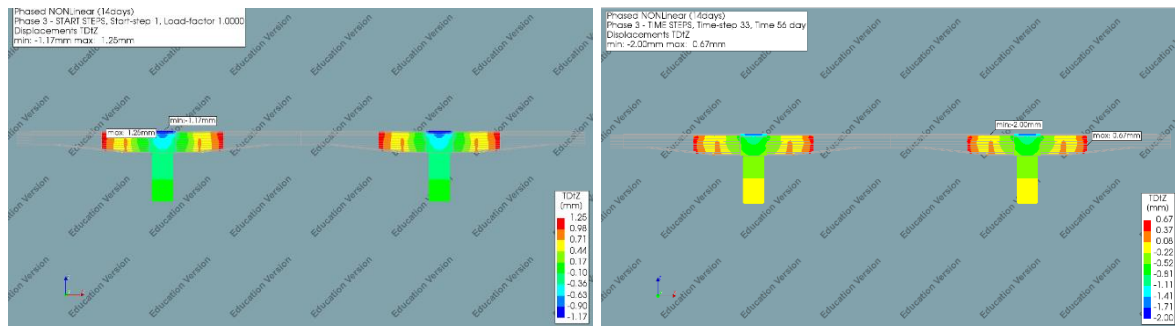 Phased NONLinear (14days)
Phase 3 - START STEPS, Start-step 1, Load-factor 1.0000
Displacements TDtZ
min: -1.17mm max: 1.25mm
min:-1.17mm
max: 1.25mm
TDtZ
[mm]
1.25
0.98
0.71
0.44
0.17
-0.10
-0.36
-0.63
-0.90
-1.17
Phased NONLinear (14days)
Phase 3 - TIME STEPS, Time-step 33, Time 56 day
Displacements TDtZ
min: -2.00mm max: 0.67mm
min:-2.00mm
max: 0.67mm
TDtZ
[mm]
0.67
0.37
0.08
-0.22
-0.52
-0.81
-1.11
-1.41
-1.71
-2.00
Education Version